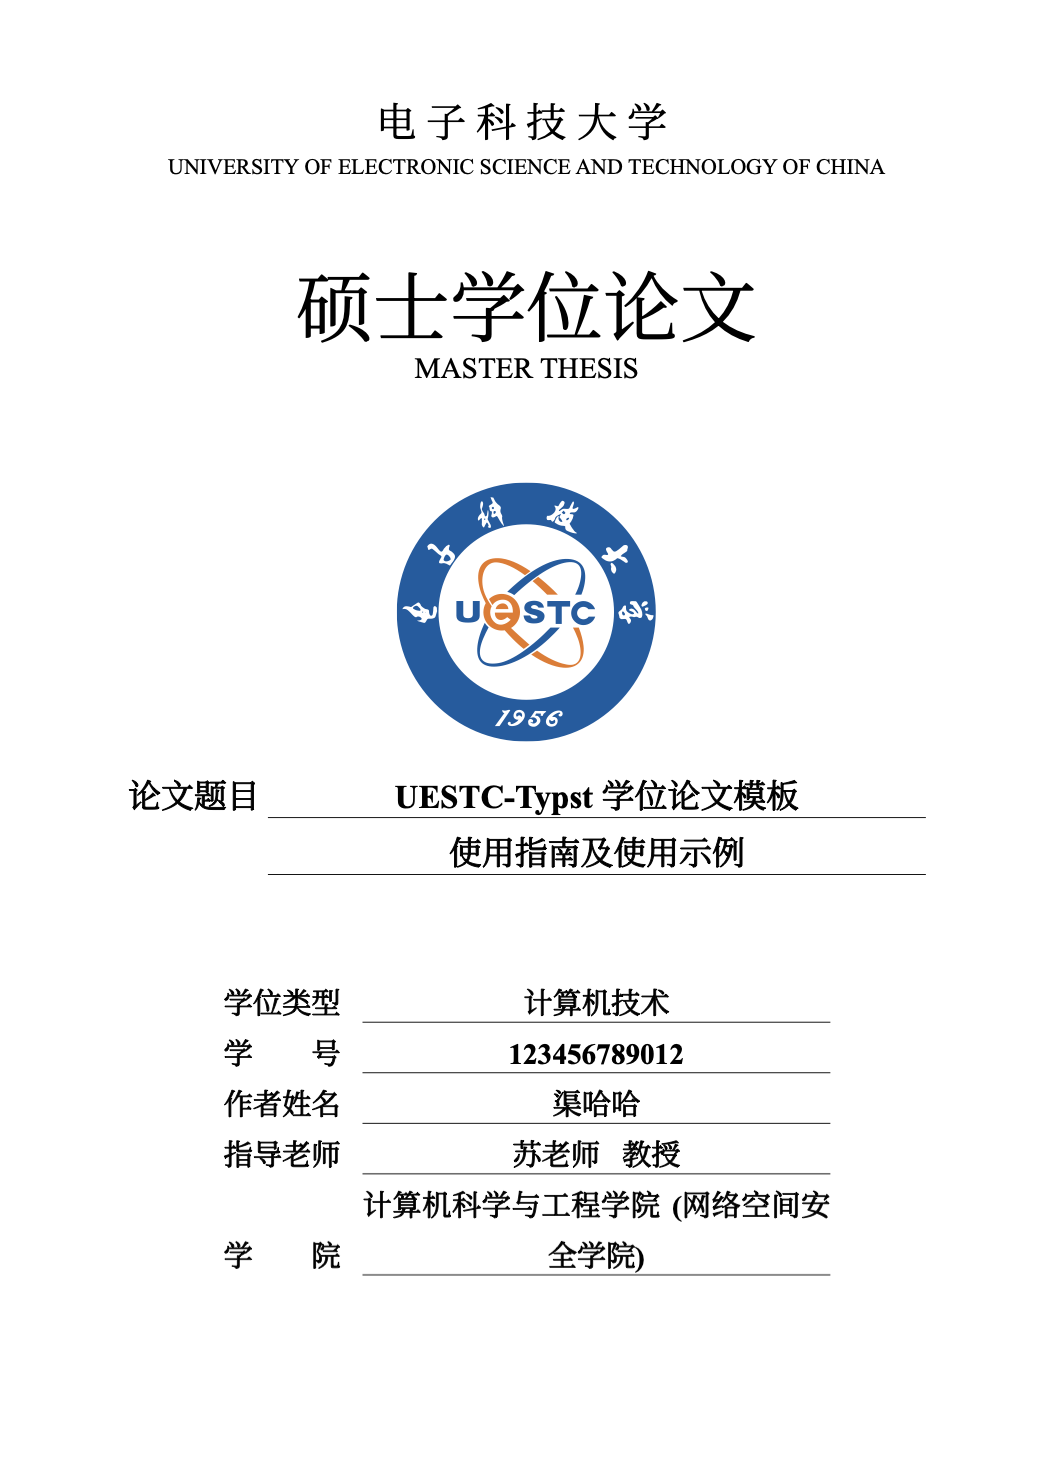 电子科技大学
UNIVERSITY OF ELECTRONIC SCIENCE AND TECHNOLOGY OF CHINA
硕士学位论文
MASTER THESIS
电子科技大学
UESTC
1956
论文题目 UESTC-Typst 学位论文模板
使用指南及使用示例
学位类型 计算机技术
学 号 123456789012
作者姓名 渠哈哈
指导老师 苏老师 教授
计算机科学与工程学院 (网络空间安
学 院 全学院)